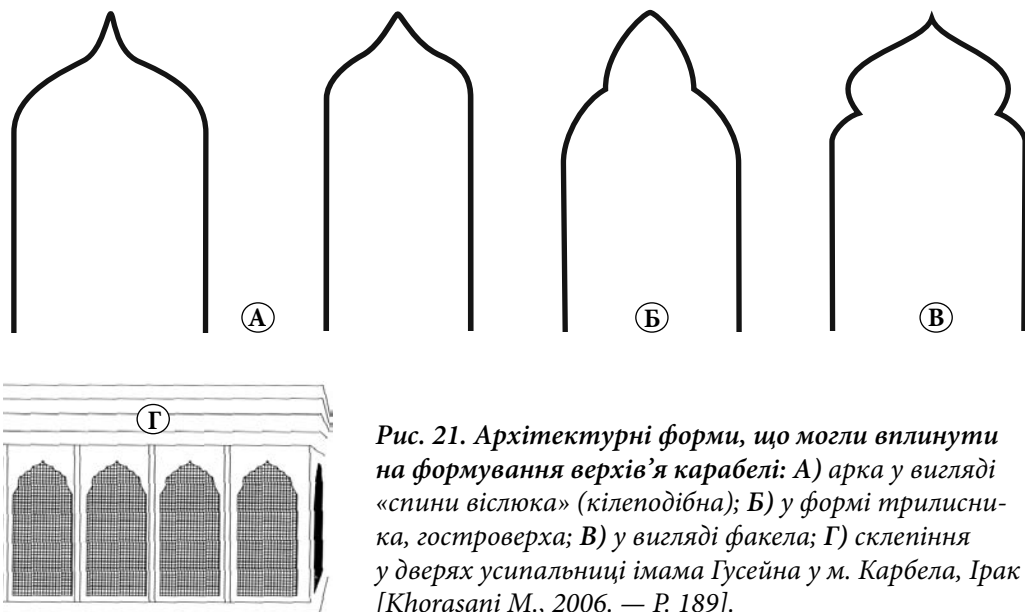 А
Б
В
Г
Рис. 21. Архітектурні форми, що могли вплинути
на формування верхів’я карабелі: А) арка у вигляді
«спини віслюка» (кілеподібна); Б) у формі трилисни-
ка, гостроверха; В) у вигляді факела; Г) склепіння
у дверях усипальниці імама Гусейна у м. Карбела, Ірак
[Khorasani M., 2006. — P. 189].